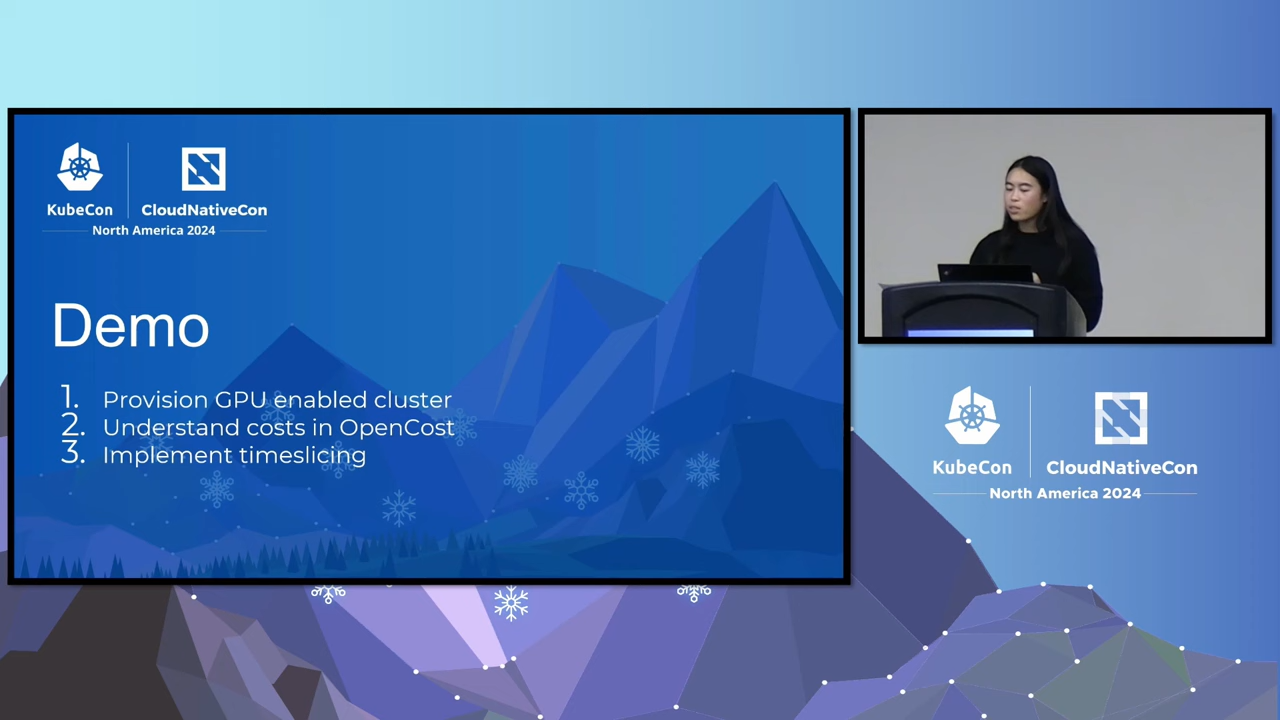 KubeCon
CloudNativeCon
North America 2024
Demo
1. Provision GPU enabled cluster
2. Understand costs in OpenCost
3. Implement timeslicing
KubeCon
CloudNativeCon
North America 2024